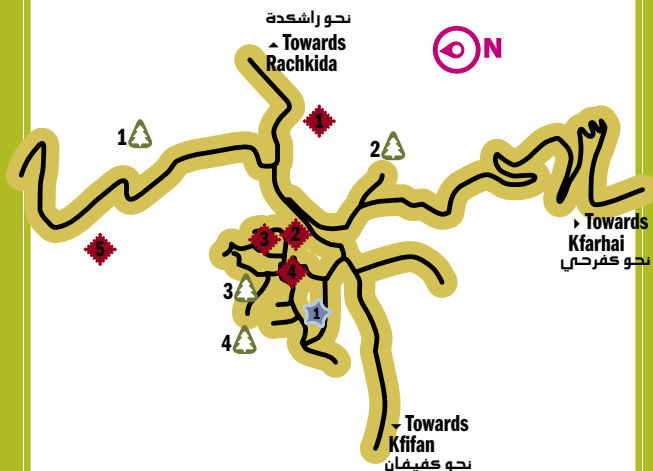 نحو راشكدة
Towards
Rachkida
N
1
1
2
3
2
5
4
3
1
4
Towards
Kfarhai
نحو كفرحي
Towards
Kfifan
نحو كفيفان